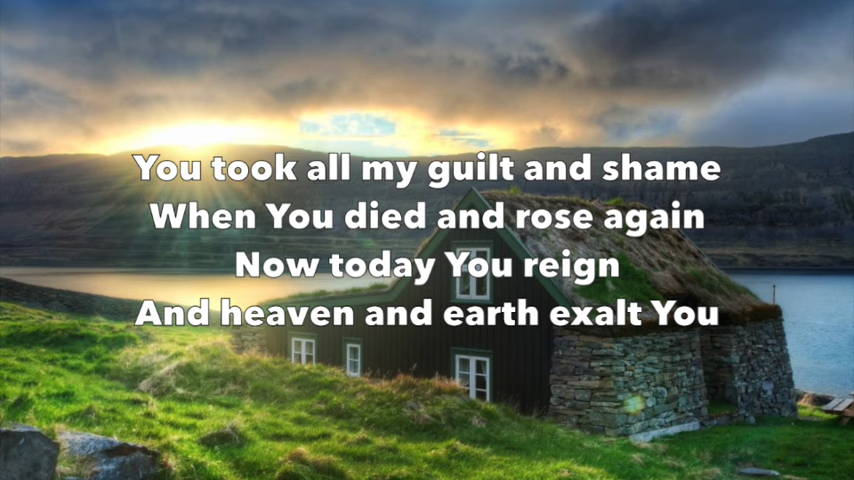 You took all my guilt and shame
When You died and rose again
Now today You reign
And heaven and earth exalt You